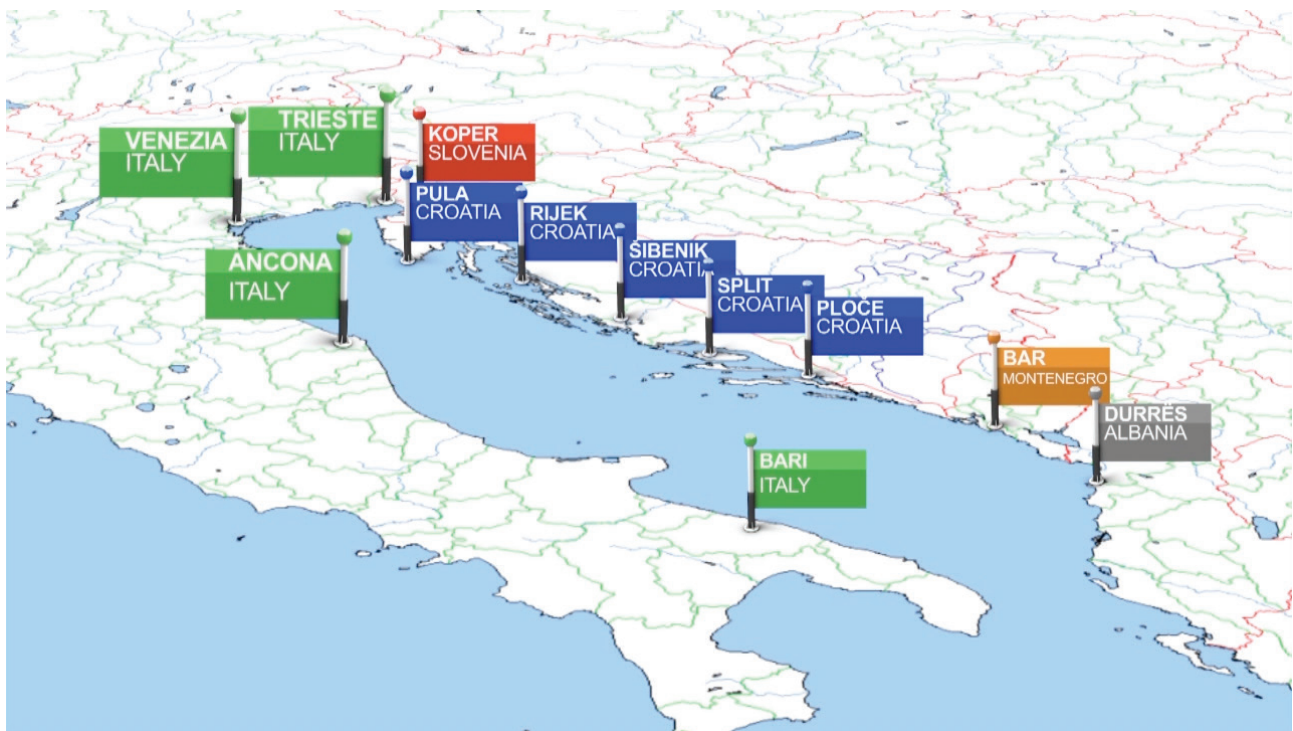 VENEZIA
ITALY
TRIESTE
ITALY
KOPER
SLOVENIA
PULA
CROATIA
RIJEK
CROATIA
ŠIBENIK
CROATIA
SPLIT
CROATIA
PLOČE
CROATIA
ANCONA
ITALY
BARI
ITALY
BAR
MONTENEGRO
DURRËS
ALBANIA